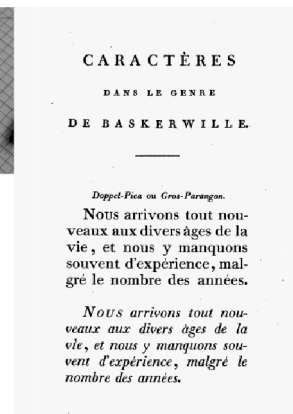 CARACTÈRES
DANS LE GENRE
DE BASKERWILLE.
Doppel-Pica ou Gros-Parangon.
Nous arrivons tout nou-
veaux aux divers âges de la
vie, et nous y manquons
souvent d'expérience, mal-
gré le nombre des années.
Nous arrivons tout nou-
veaux aux divers âges de la
vie, et nous y manquons sou-
vent d'expérience, malgré le
nombre des années.